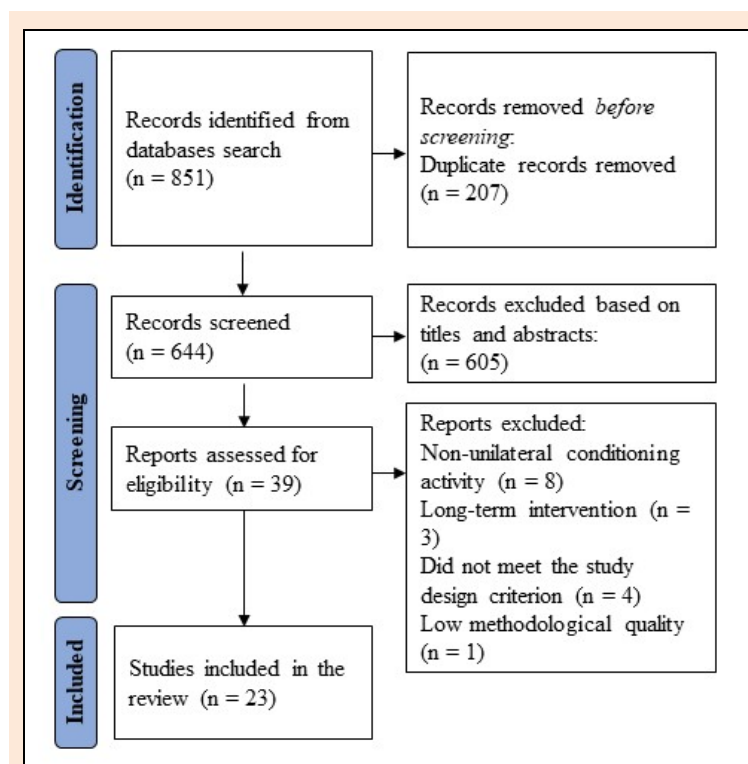 Identification
Records identified from
databases search
(n = 851)
Records removed before
screening:
Duplicate records removed
(n = 207)
Screening
Records screened
(n = 644)
Records excluded based on
titles and abstracts:
(n = 605)
Reports assessed for
eligibility (n = 39)
Reports excluded:
Non-unilateral conditioning
activity (n = 8)
Long-term intervention (n =
3)
Did not meet the study
design criterion (n = 4)
Low methodological quality
(n = 1)
Included
Studies included in the
review (n = 23)